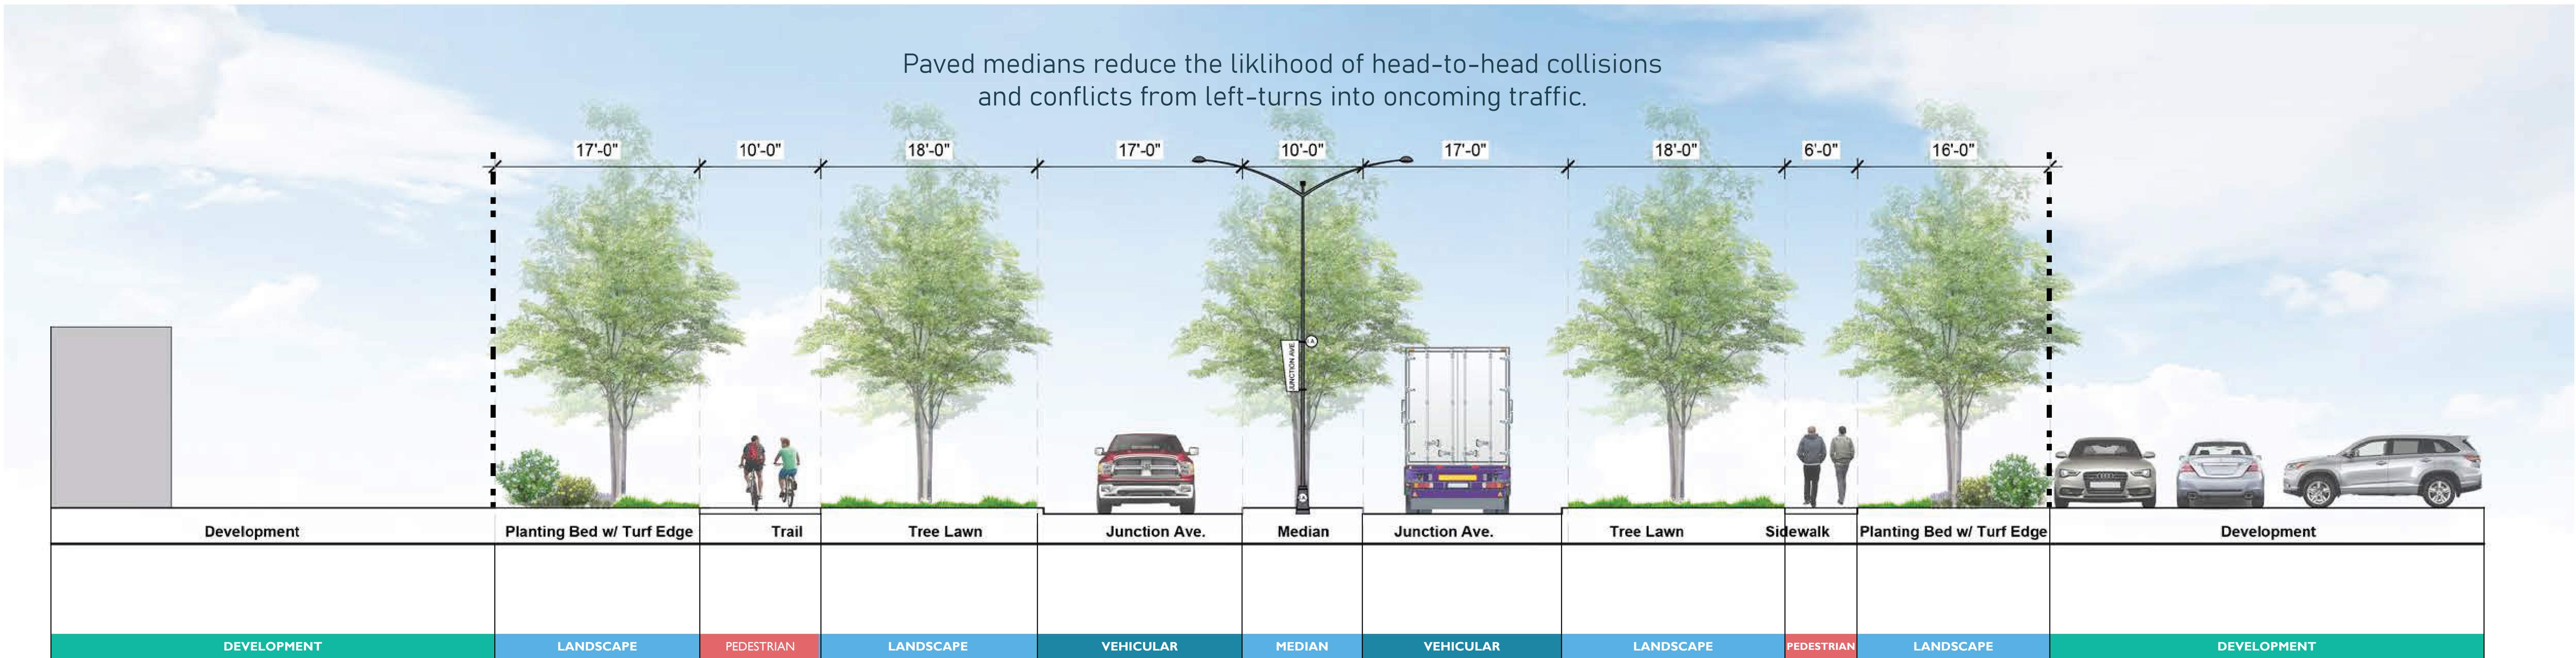 Paved medians reduce the liklihood of head-to-head collisions
and conflicts from left-turns into oncoming traffic.
17'-0" 10'-0" 18'-0" 17'-0" 10'-0" 17'-0" 18'-0" 6'-0" 16'-0"
JUNCTION AVE.
Development Planting Bed w/ Turf Edge Trail Tree Lawn Junction Ave. Median Junction Ave. Tree Lawn Sidewalk Planting Bed w/ Turf Edge Development
DEVELOPMENT LANDSCAPE PEDESTRIAN LANDSCAPE VEHICULAR MEDIAN VEHICULAR LANDSCAPE PEDESTRIAN LANDSCAPE DEVELOPMENT